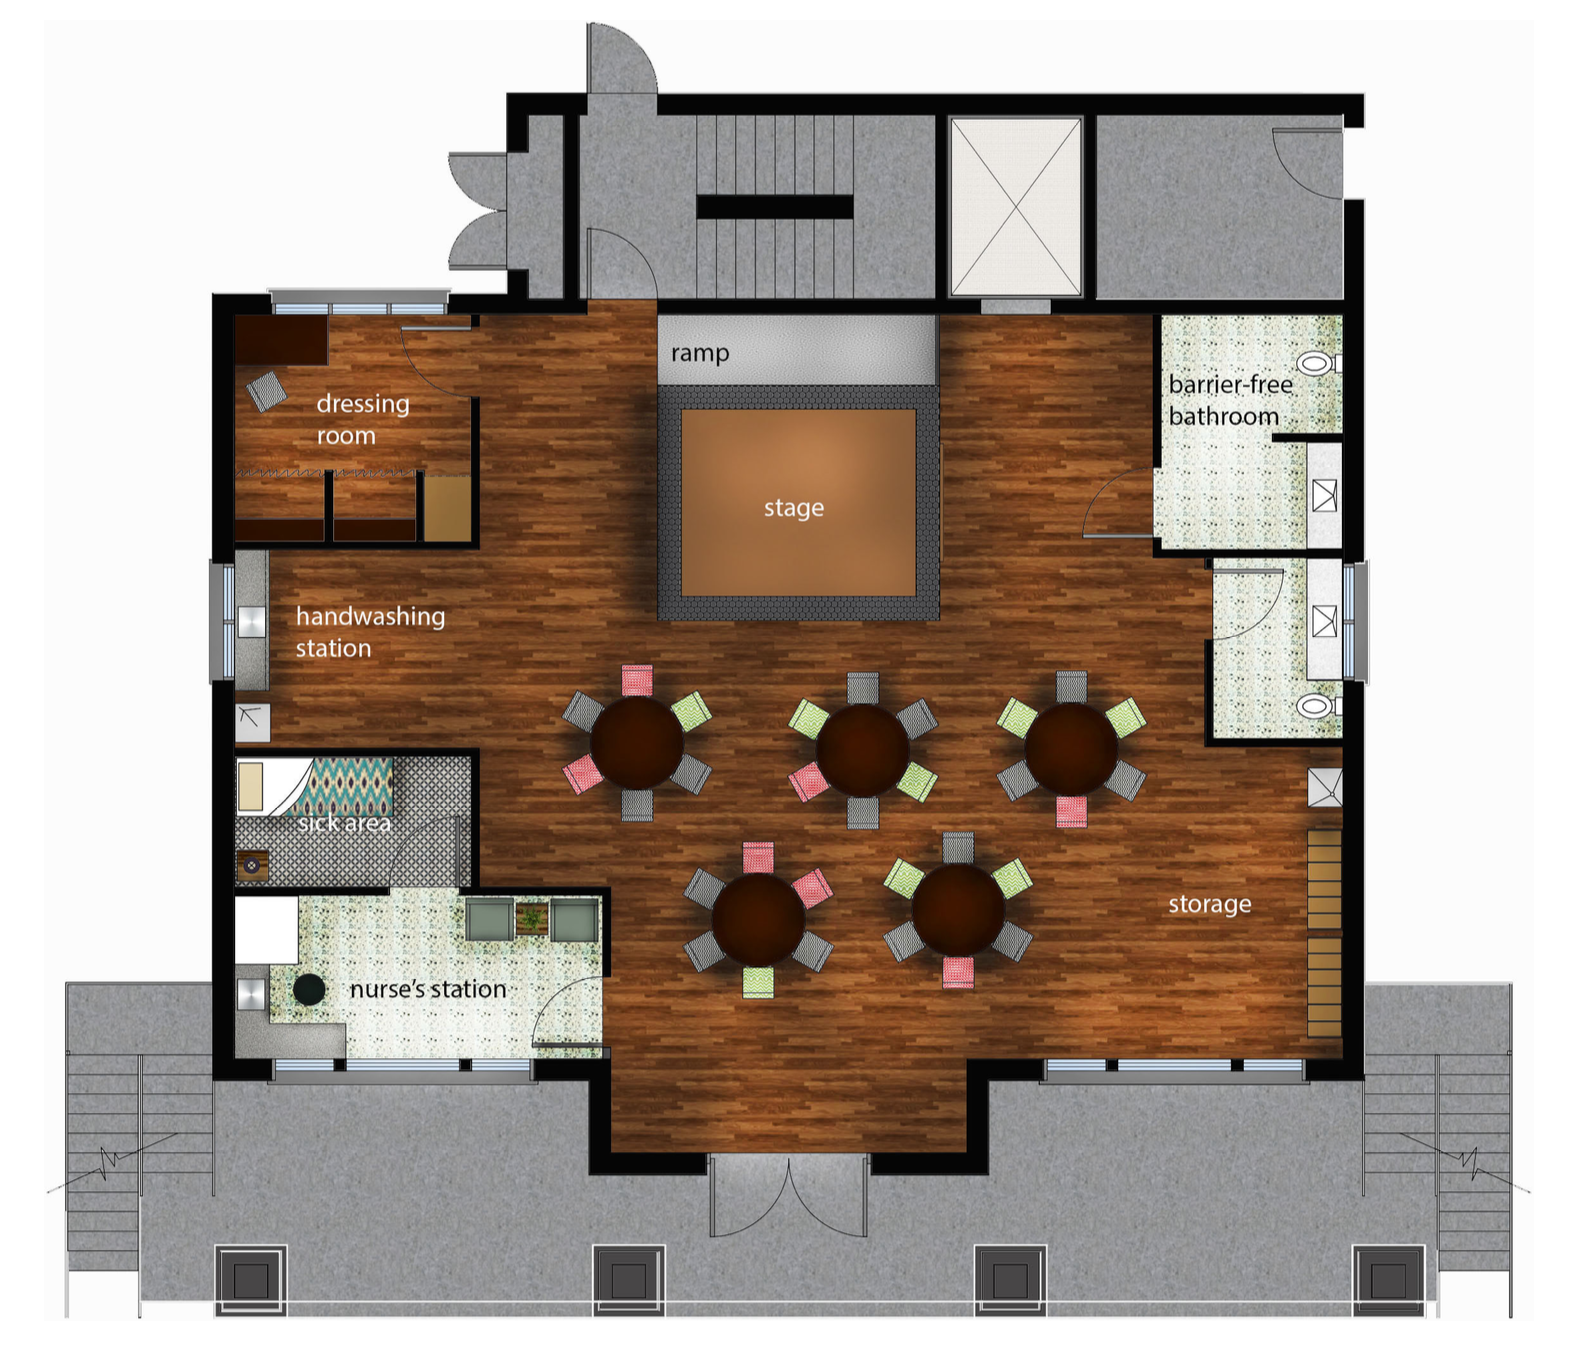 ramp
barrier-free
bathroom
dressing
room
stage
handwashing
station
sick area
storage
nurse's station